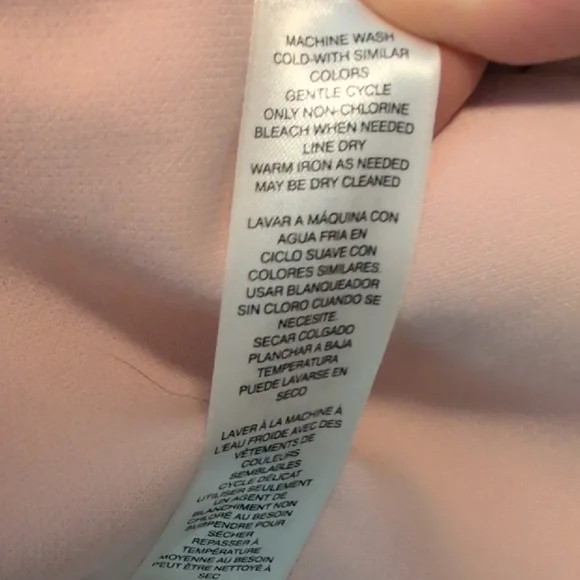 MACHINE WASH
COLD-WITH SIMILAR
COLORS
GENTLE CYCLE
ONLY NON-CHLORINE
BLEACH WHEN NEEDED
LINE DRY
WARM IRON AS NEEDED
MAY BE DRY CLEANED
LAVAR A MÁQUINA CON
AGUA FRIA EN
CICLO SUAVE CON
COLORES SIMILARES.
USAR BLANQUEADOR
SIN CLORO CUANDO SE
NECESITE.
SECAR COLGADO
PLANCHAR A BAJA
TEMPERATURA
PUEDE LAVARSE EN
SECO
LAVER À LA MACHINE À
L'EAU FROIDE AVEC DES
VÊTEMENTS DE
COULEURS
SEMBLABLES
CYCLE DÉLICAT
UTILISER SEULEMENT
UN AGENT DE
BLANCHIMENT NON
CHLORÉ AU BESOIN
SUSPENDRE POUR
SÉCHER
REPASSER À
TEMPÉRATURE
MOYENNE AU BESOIN
PEUT ÊTRE NETTOYÉ À
SEC